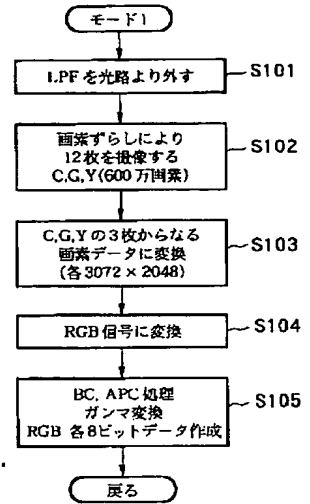 モード1
LPFを光路より外す
S101
画素ずらしにより
12枚を撮像する
C,G,Y(600万画素)
S102
C,G,Yの3枚からなる
画素データに変換
(各3072×2048)
S103
RGB信号に変換
S104
BC, APC処理
ガンマ変換
RGB 各8ビットデータ作成
S105
戻る